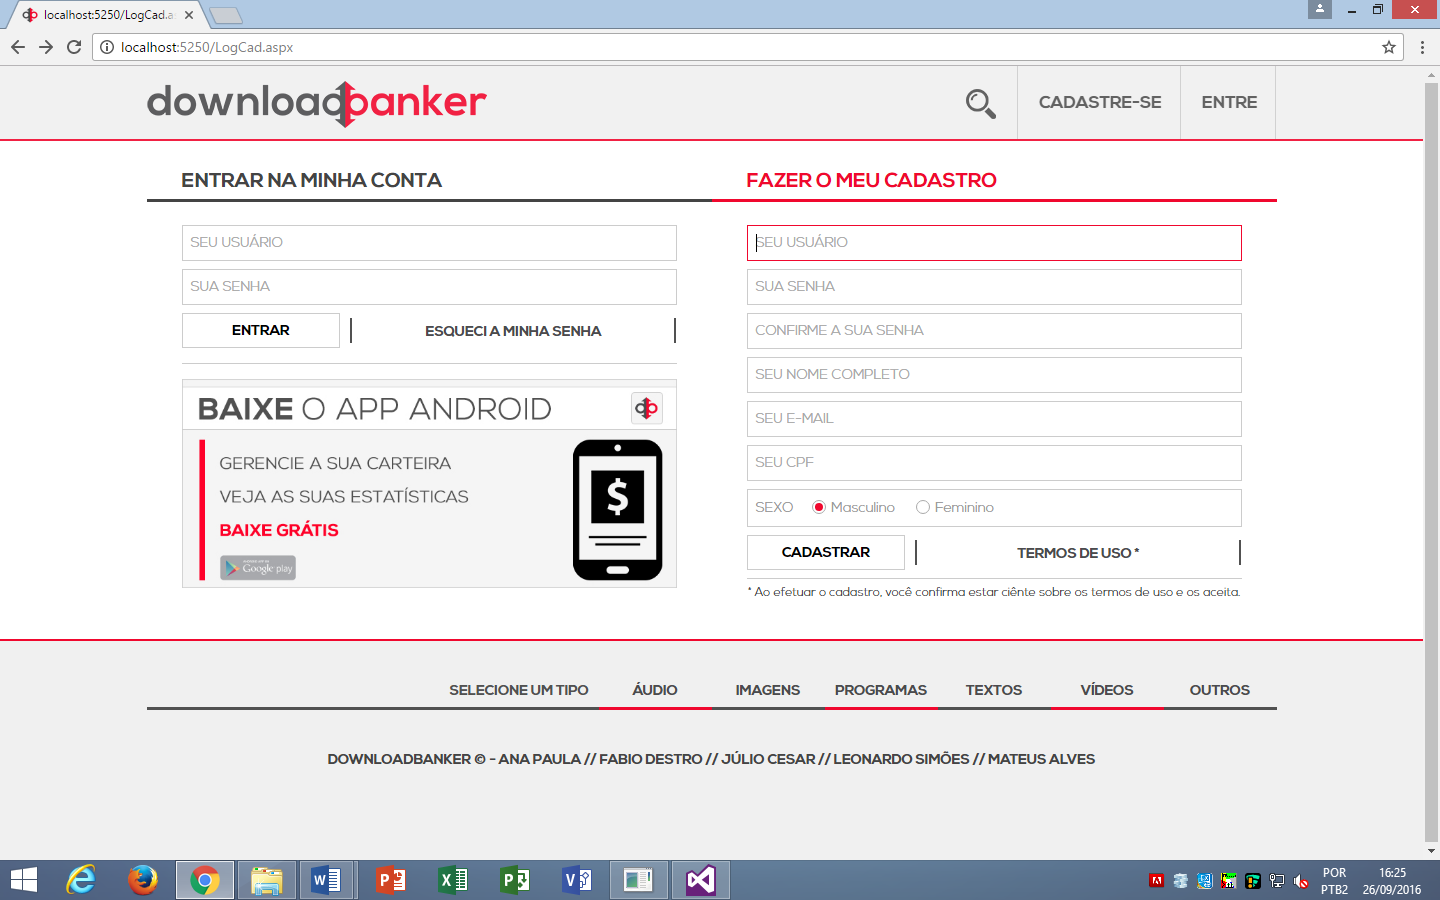 localhost:5250/LogCad.a
localhost:5250/LogCad.aspx
downloadbanker
CADASTRE-SE
ENTRE
ENTRAR NA MINHA CONTA
SEU USUÁRIO
SUA SENHA
ENTRAR
ESQUECI A MINHA SENHA
BAIXE O APP ANDROID
GERENCIE A SUA CARTEIRA
VEJA AS SUAS ESTATÍSTICAS
BAIXE GRÁTIS
Google play
FAZER O MEU CADASTRO
SEU USUÁRIO
SUA SENHA
CONFIRME A SUA SENHA
SEU NOME COMPLETO
SEU E-MAIL
SEU CPF
SEXO Masculino Feminino
CADASTRAR
TERMOS DE USO *
* Ao efetuar o cadastro, você confirma estar ciênte sobre os termos de uso e os aceita.
SELECIONE UM TIPO ÁUDIO IMAGENS PROGRAMAS TEXTOS VÍDEOS OUTROS
DOWNLOADBANKER © - ANA PAULA // FABIO DESTRO // JÚLIO CESAR // LEONARDO SIMÕES // MATEUS ALVES
POR 16:25
PTB2 26/09/2016